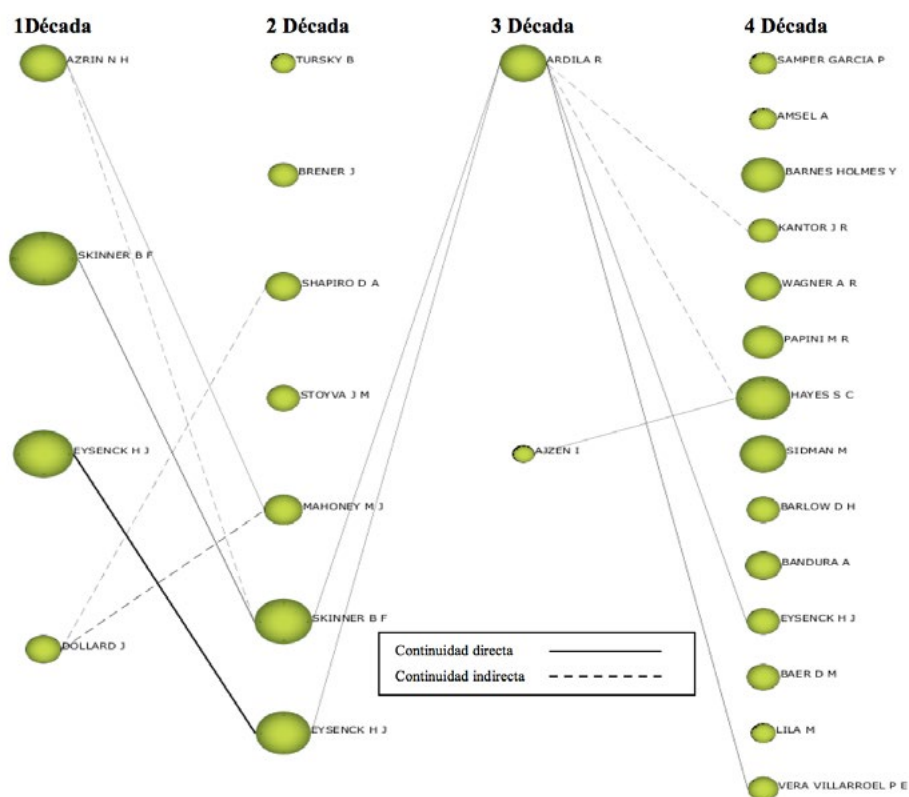 1Década
2 Década
3 Década
4 Década
AZRIN N H
SKINNER B F
EYSENCK H J
DOLLARD J
TURSKY B
BRENER J
SHAPIRO D A
STOYVA J M
MAHONEY M J
SKINNER B F
EYSENCK H J
ARDILA R
AJZEN I
SAMPER GARCIA P
AMSEL A
BARNES HOLMES Y
KANTOR J R
WAGNER A R
PAPINI M R
HAYES S C
SIDMAN M
BARLOW D H
BANDURA A
EYSENCK H J
BAER D M
LILA M
VERA VILLARROEL P E
Continuidad directa
Continuidad indirecta